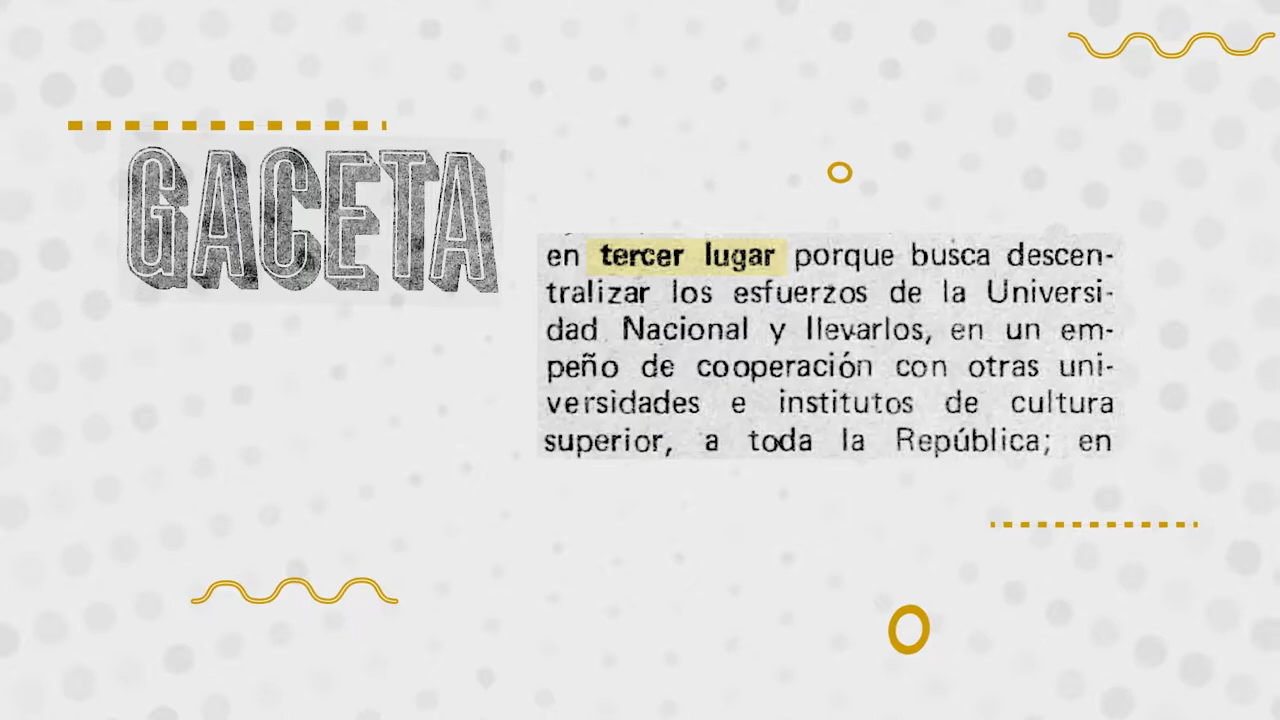 GACETA
en tercer lugar porque busca descen-
tralizar los esfuerzos de la Universi-
dad Nacional y llevarlos, en un em-
peño de cooperación con otras uni-
versidades e institutos de cultura
superior, a toda la República; en